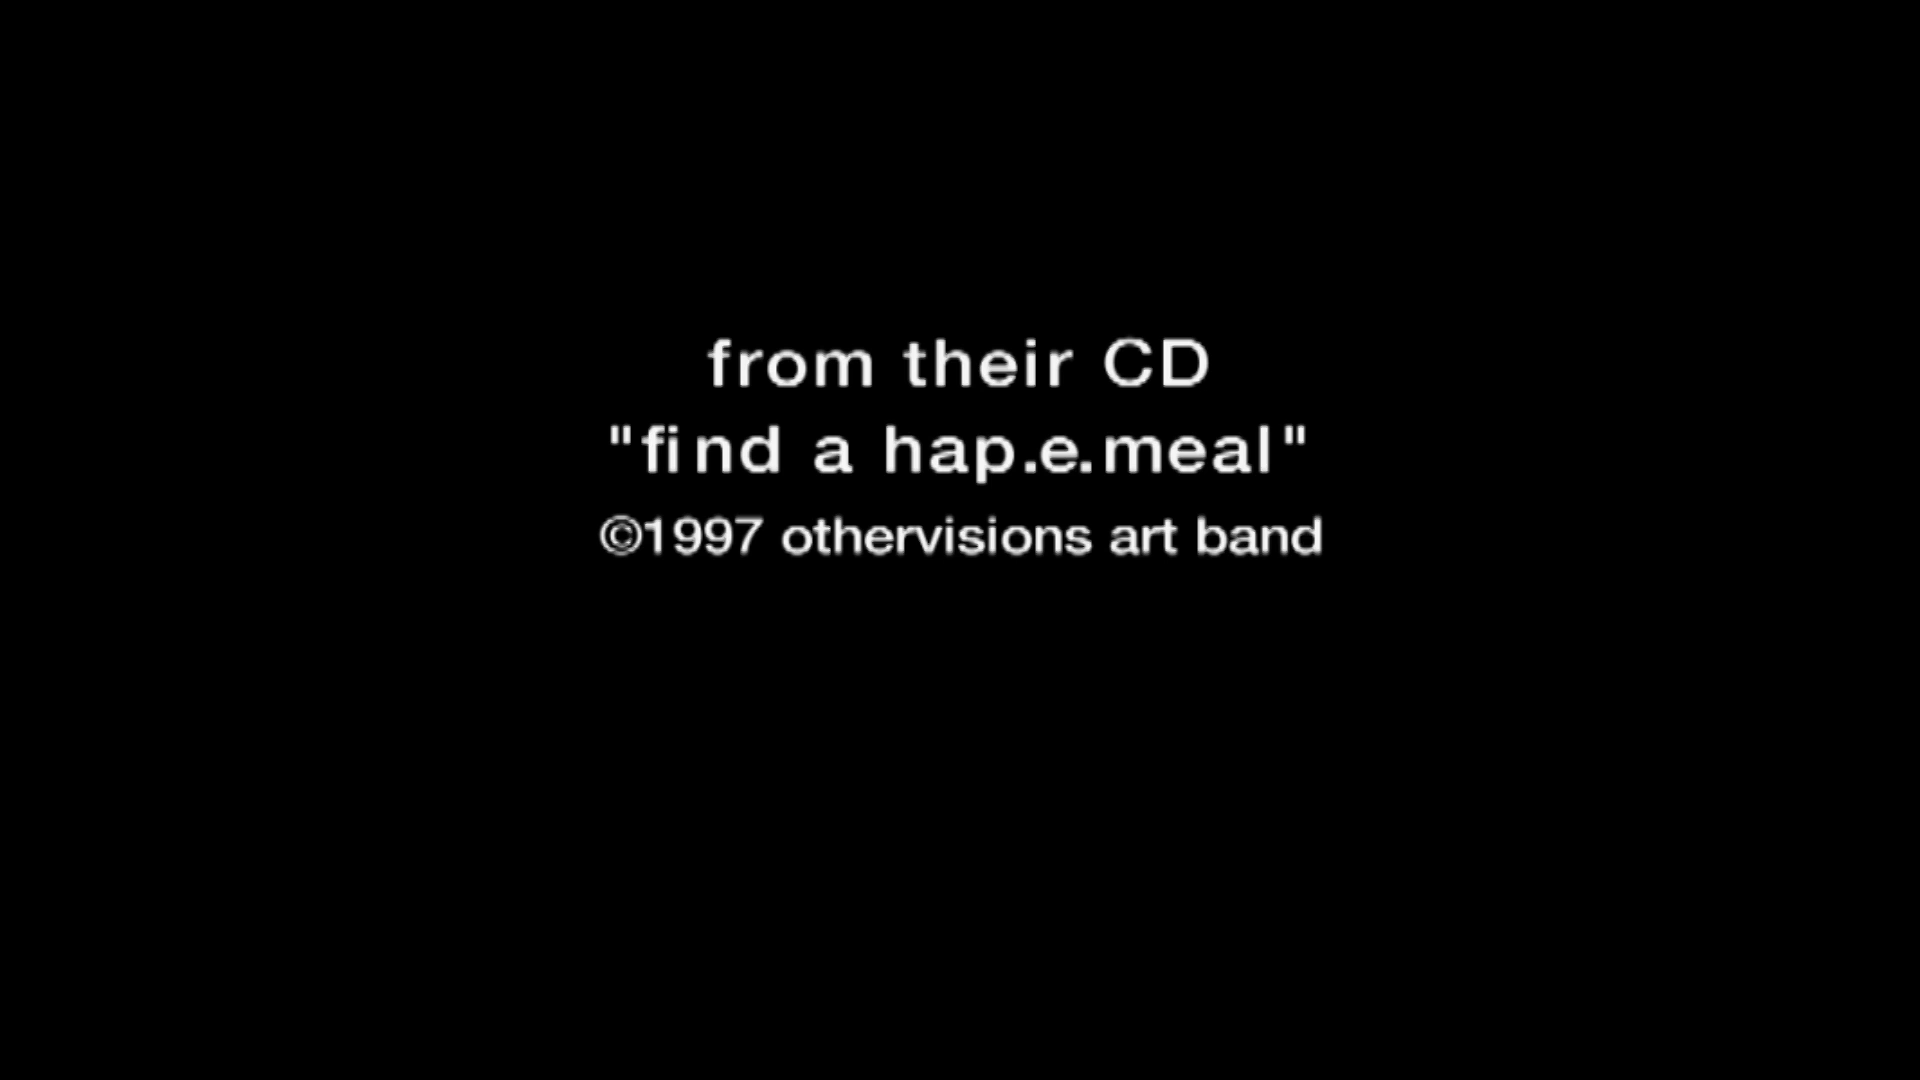 from their CD
"find a hap.e.meal"
©1997 othervisions art band